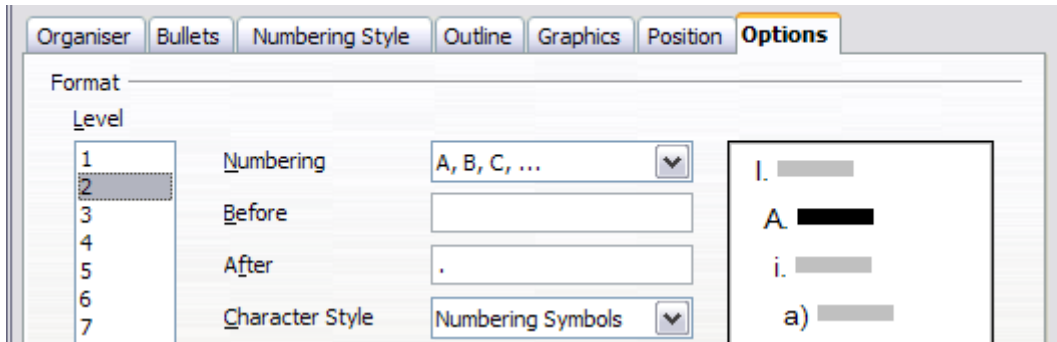 Organiser Bullets Numbering Style Outline Graphics Position Options
Format
Level
1
2
3
4
5
6
7
Numbering A, B, C, ...
Before
After .
Character Style Numbering Symbols
I.
A.
i.
a)